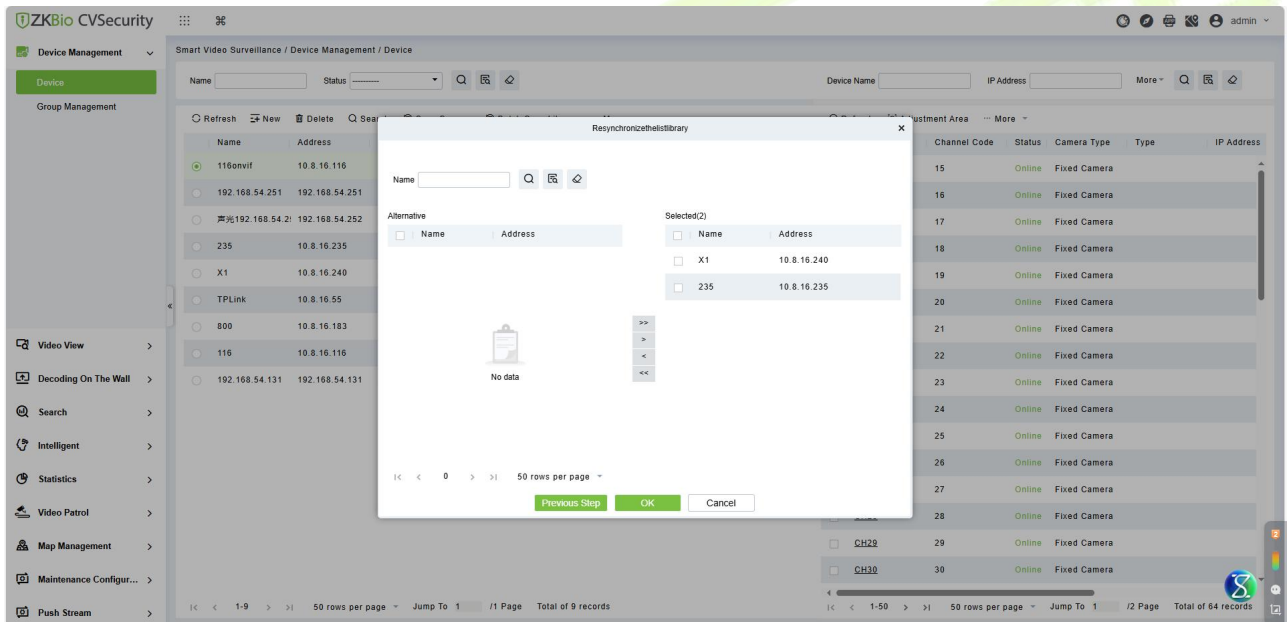 ZKBio CVSecurity
admin
Device Management
Smart Video Surveillance / Device Management / Device
Device
Group Management
Name
Status ----------
Device Name
IP Address
More
Refresh New Delete
More
Name Address
Channel Code Status Camera Type Type IP Address
116onvif 10.8.16.116
15 Online Fixed Camera
192.168.54.251 192.168.54.251
16 Online Fixed Camera
声光192.168.54.2 192.168.54.252
17 Online Fixed Camera
235 10.8.16.235
18 Online Fixed Camera
X1 10.8.16.240
19 Online Fixed Camera
TPLink 10.8.16.55
20 Online Fixed Camera
800 10.8.16.183
21 Online Fixed Camera
116 10.8.16.116
22 Online Fixed Camera
192.168.54.131 192.168.54.131
23 Online Fixed Camera
24 Online Fixed Camera
25 Online Fixed Camera
26 Online Fixed Camera
27 Online Fixed Camera
28 Online Fixed Camera
CH29 29 Online Fixed Camera
CH30 30 Online Fixed Camera
Resynchronizethelistlibrary
Name
Alternative
Name Address
No data
Selected(2)
Name Address
X1 10.8.16.240
235 10.8.16.235
>>
>
<
<<
0 50 rows per page
Previous Step OK Cancel
Video View
Decoding On The Wall
Search
Intelligent
Statistics
Video Patrol
Map Management
Maintenance Configur...
Push Stream
1-9 50 rows per page Jump To 1 /1 Page Total of 9 records
1-50 50 rows per page Jump To 1 /2 Page Total of 64 records